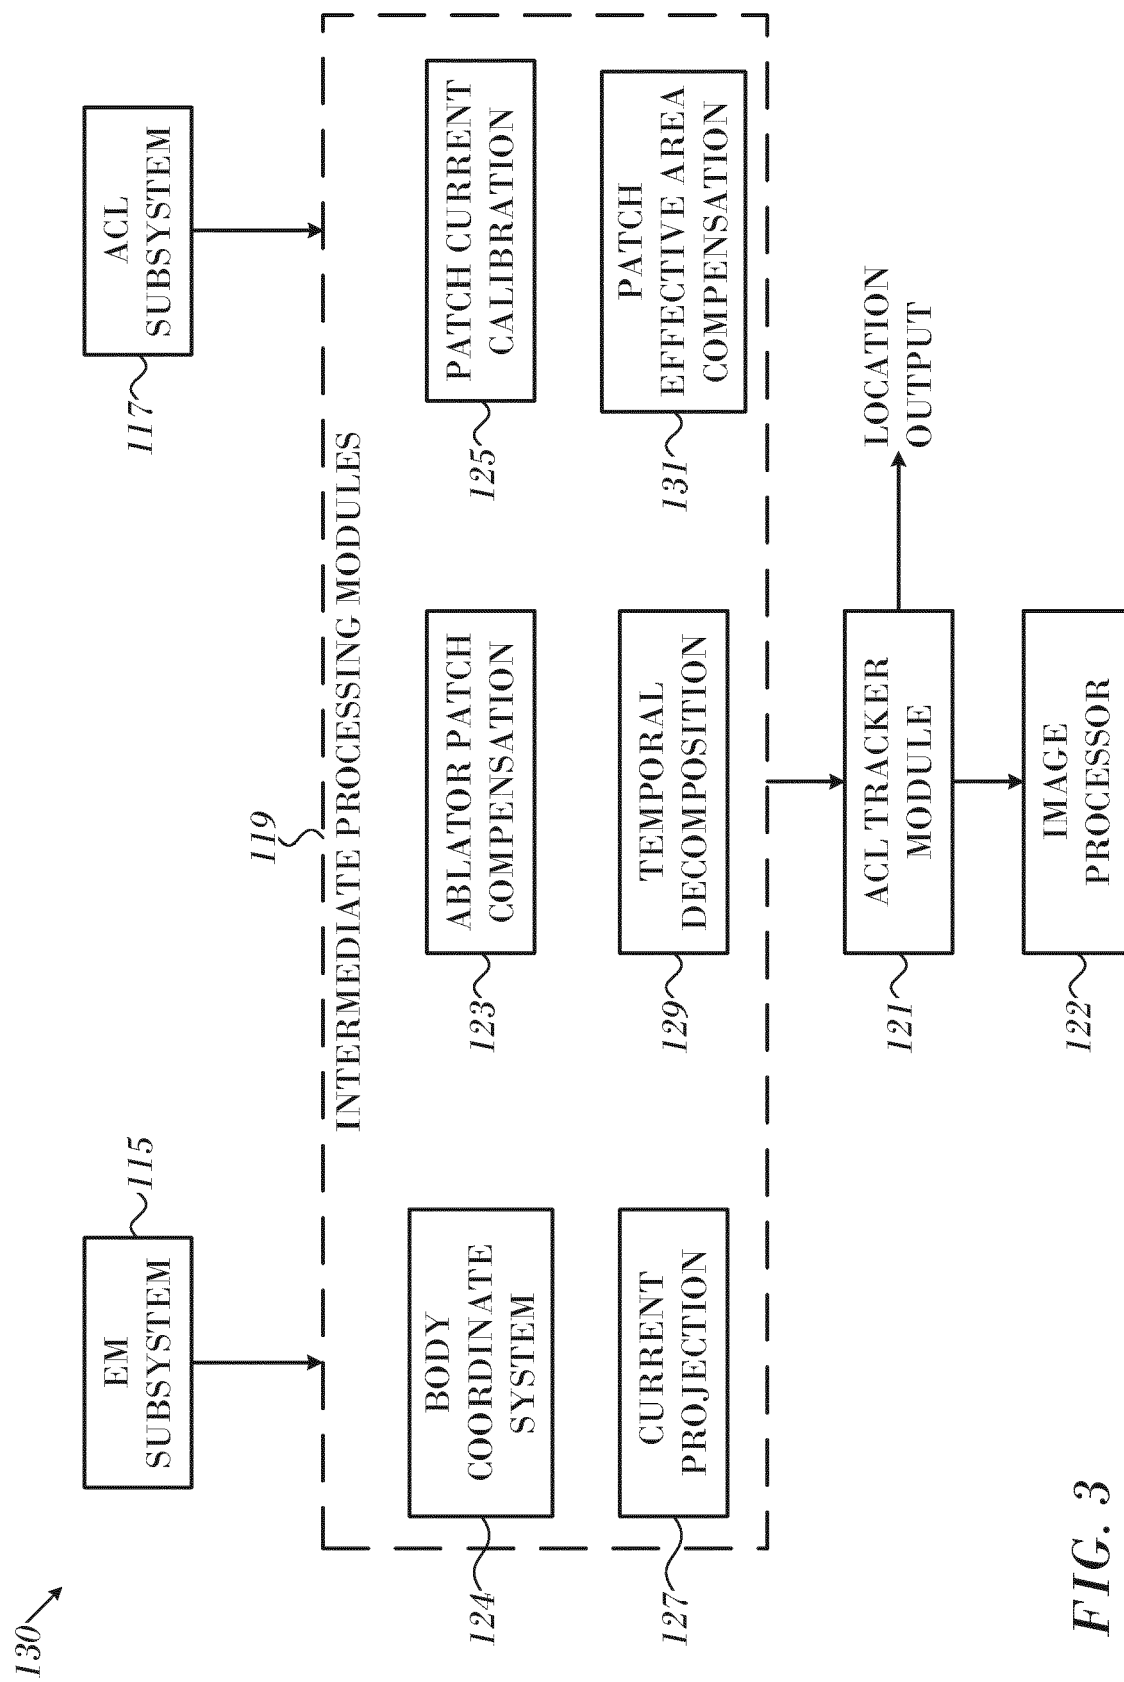 130
EM
SUBSYSTEM
115
ACL
SUBSYSTEM
117
119
INTERMEDIATE PROCESSING MODULES
BODY
COORDINATE
SYSTEM
124
ABLATOR PATCH
COMPENSATION
123
PATCH CURRENT
CALIBRATION
125
CURRENT
PROJECTION
127
TEMPORAL
DECOMPOSITION
129
PATCH
EFFECTIVE AREA
COMPENSATION
131
ACL TRACKER
MODULE
121
LOCATION
OUTPUT
IMAGE
PROCESSOR
122
FIG. 3